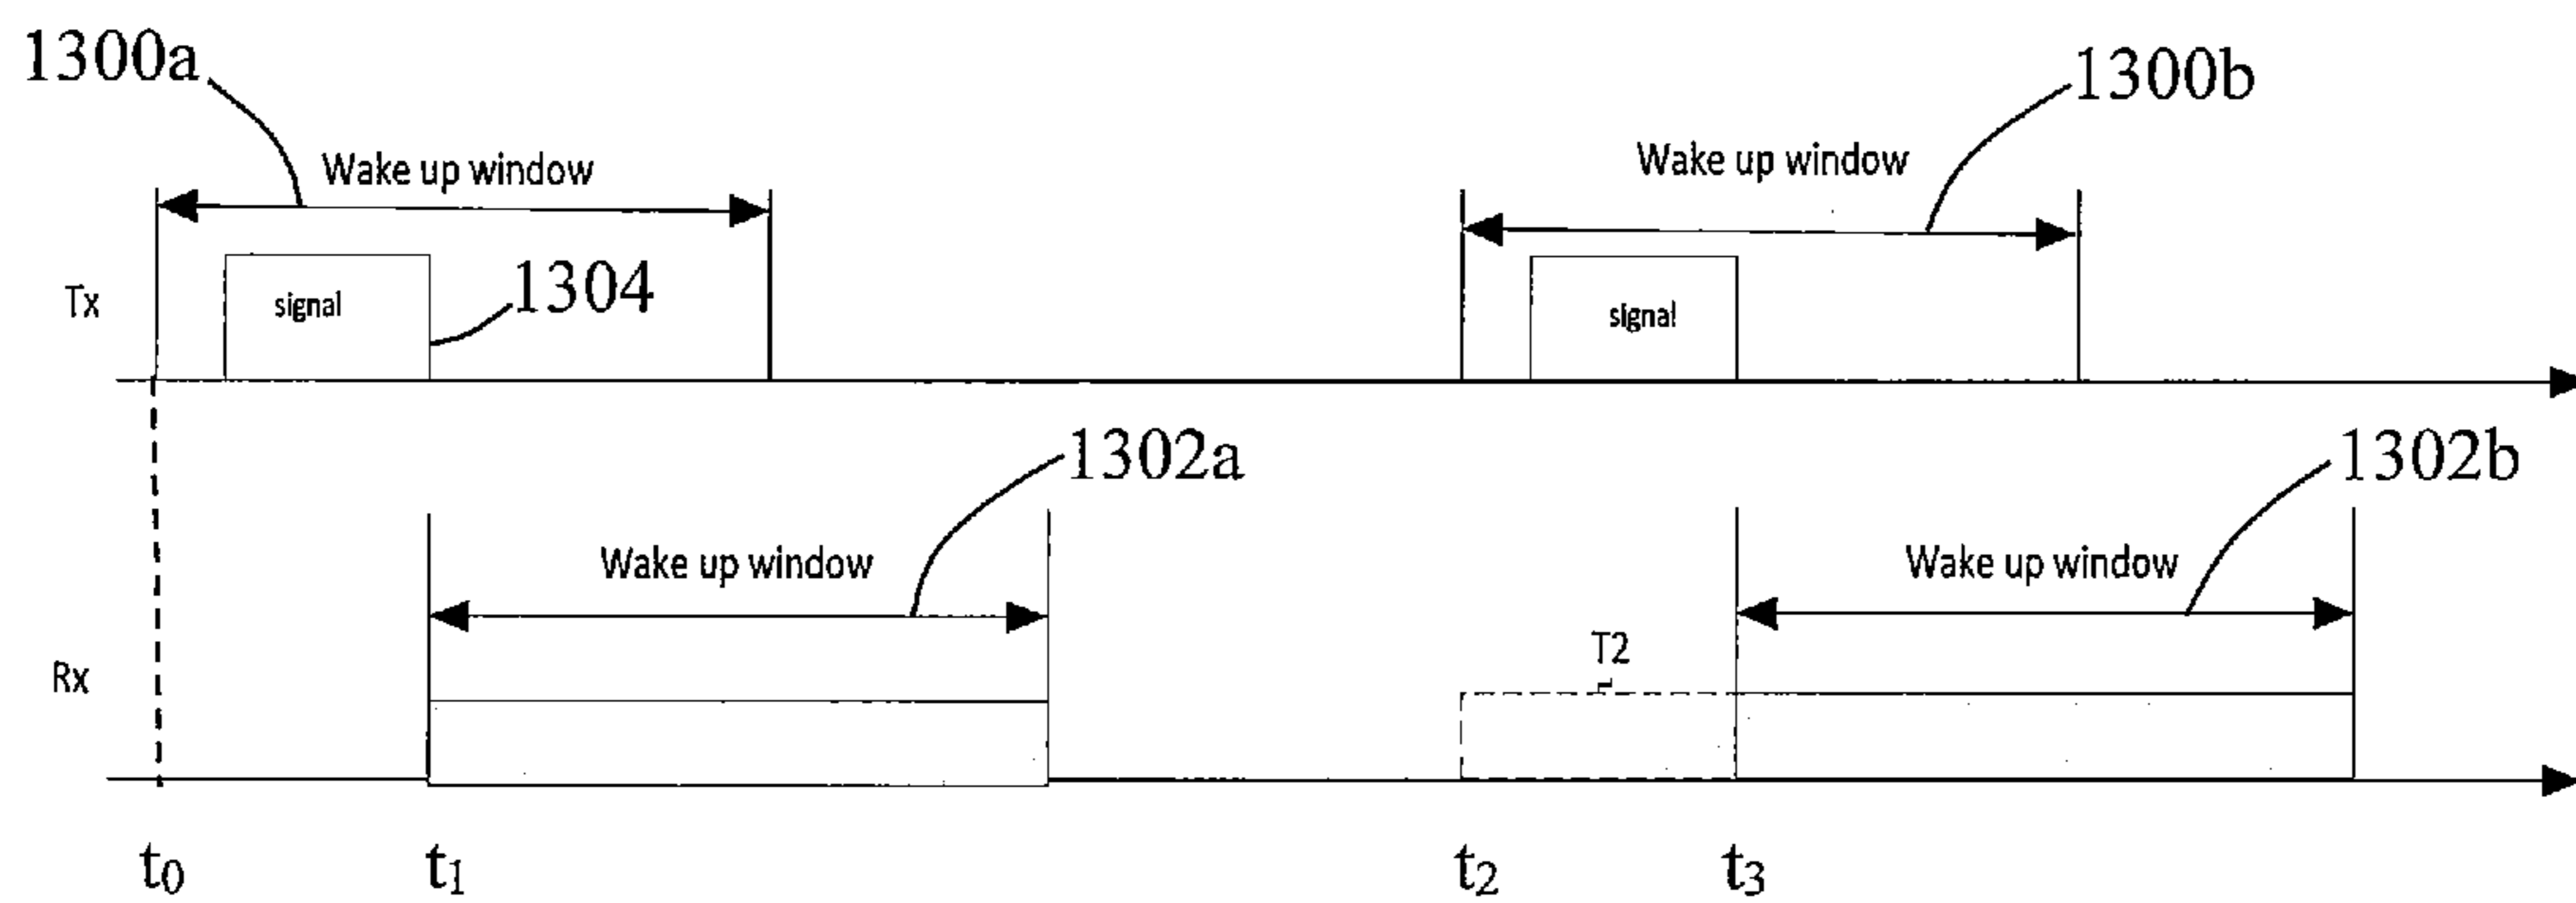 1300a
1300b
Wake up window
Wake up window
Tx
signal
1304
signal
1302a
1302b
Wake up window
Wake up window
T2
Rx
t0
t1
t2
t3